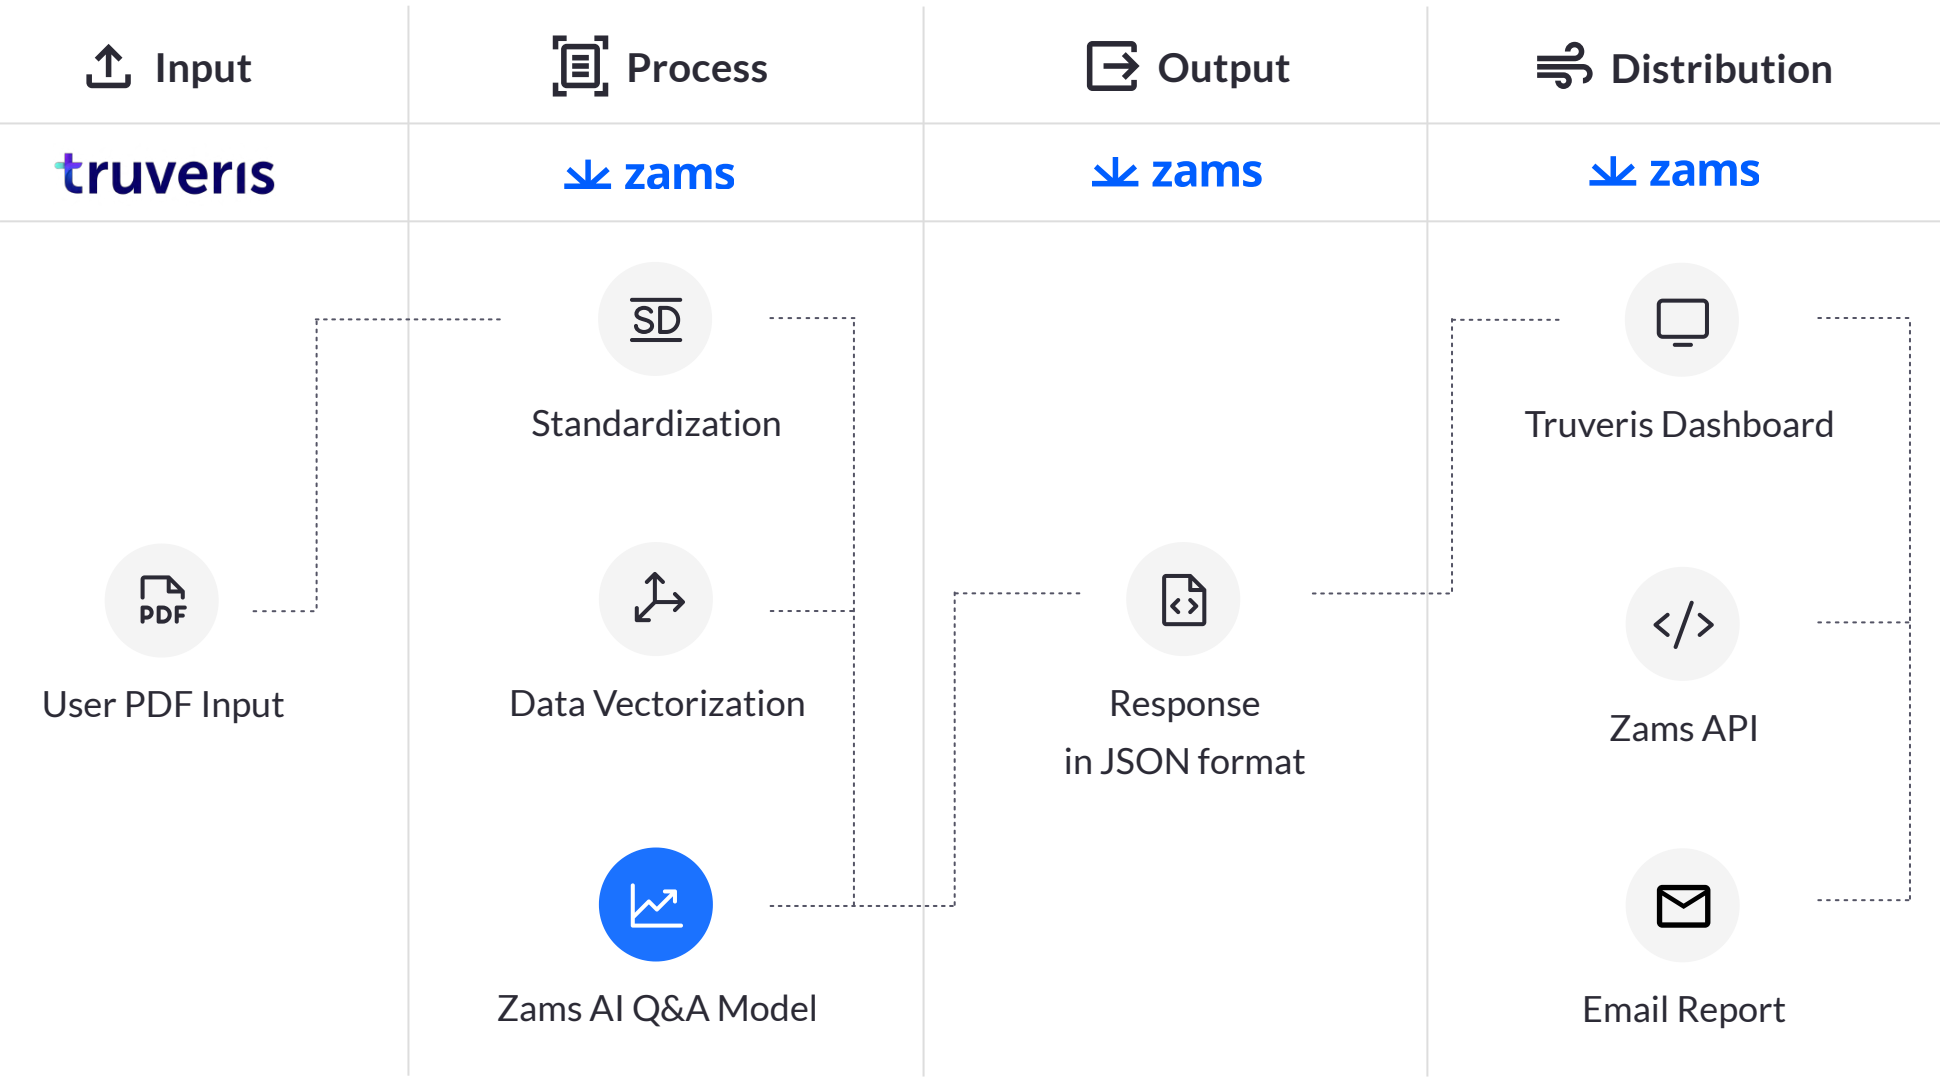 Input
Process
Output
Distribution
truveris
zams
zams
zams
SD
Standardization
Truveris Dashboard
PDF
User PDF Input
Data Vectorization
Response
in JSON format
</>
Zams API
Zams AI Q&A Model
Email Report